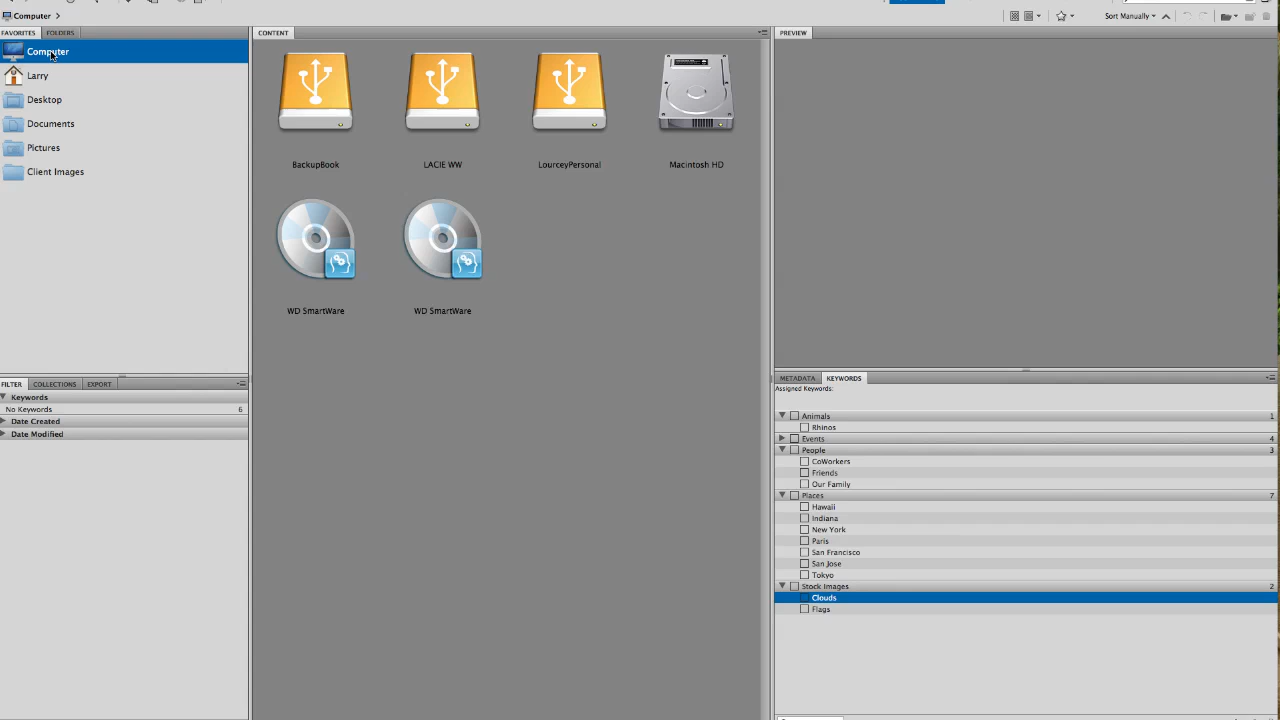 Computer
Sort Manually
FAVORITES FOLDERS
Computer
Larry
Desktop
Documents
Pictures
Client Images
FILTER COLLECTIONS EXPORT
Keywords
No Keywords 6
Date Created
Date Modified
CONTENT
BackupBook LACIE WW LourceyPersonal Macintosh HD
WD SmartWare WD SmartWare
PREVIEW
METADATA KEYWORDS
Assigned Keywords:
Animals 1
Rhinos
Events 4
People 3
CoWorkers
Friends
Our Family
Places 7
Hawaii
Indiana
New York
Paris
San Francisco
San Jose
Tokyo
Stock Images 2
Clouds
Flags